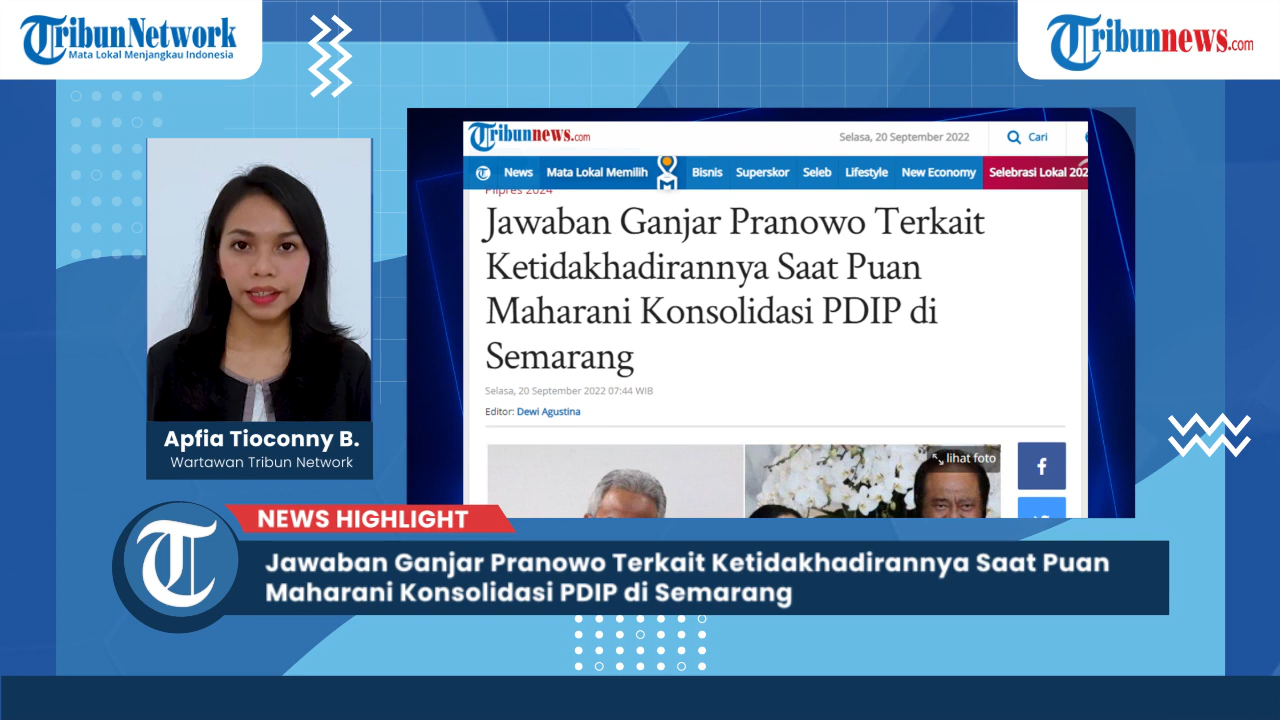 TribunNetwork
Mata Lokal Menjangkau Indonesia
Tribunnews.com
Tribunnews.com
Selasa, 20 September 2022
Cari
News
Mata Lokal Memilih
Bisnis
Superskor
Seleb
Lifestyle
New Economy
Selebrasi Lokal 202
Pilpres 2024
Jawaban Ganjar Pranowo Terkait
Ketidakhadirannya Saat Puan
Maharani Konsolidasi PDIP di
Semarang
Selasa, 20 September 2022 07:44 WIB
Editor: Dewi Agustina
lihat foto
f
Apfia Tioconny B.
Wartawan Tribun Network
NEWS HIGHLIGHT
T
Jawaban Ganjar Pranowo Terkait Ketidakhadirannya Saat Puan
Maharani Konsolidasi PDIP di Semarang